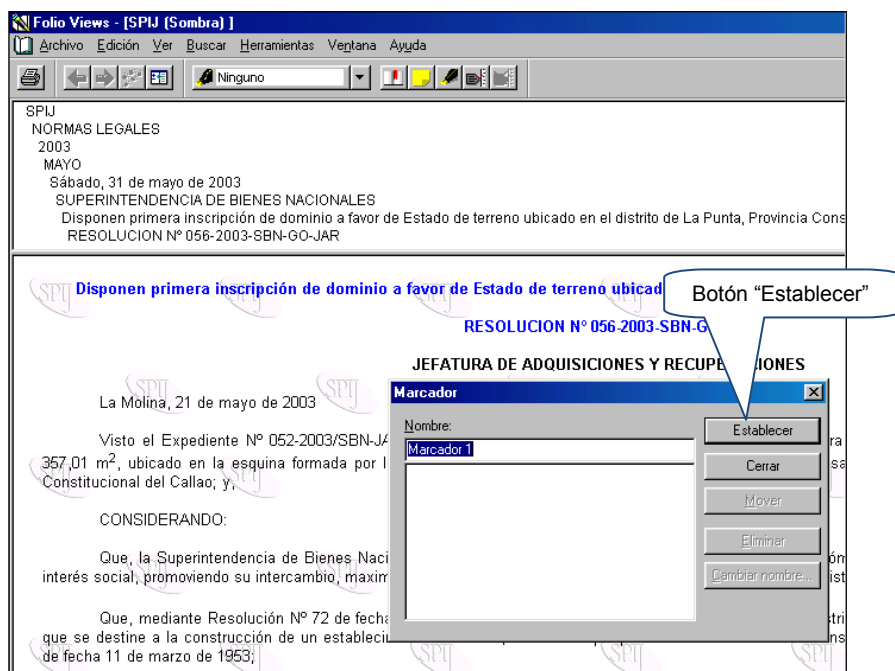 Folio Views - [SPIJ (Sombra) ]
Archivo Edición Ver Buscar Herramientas Ventana Ayuda
Ninguno
SPIJ
NORMAS LEGALES
2003
MAYO
Sábado, 31 de mayo de 2003
SUPERINTENDENCIA DE BIENES NACIONALES
Disponen primera inscripción de dominio a favor de Estado de terreno ubicado en el distrito de La Punta, Provincia Cons
RESOLUCION Nº 056-2003-SBN-GO-JAR
Disponen primera inscripción de dominio a favor de Estado de terreno ubicad
Botón “Establecer”
RESOLUCION Nº 056-2003-SBN-G
JEFATURA DE ADQUISICIONES Y RECUPE IONES
La Molina, 21 de mayo de 2003
Visto el Expediente Nº 052-2003/SBN-JA
357,01 m2, ubicado en la esquina formada por l
Constitucional del Callao; y,
CONSIDERANDO:
Que, la Superintendencia de Bienes Naci
interés social, promoviendo su intercambio, maxim
Que, mediante Resolución Nº 72 de fecha
que se destine a la construcción de un estableci
de fecha 11 de marzo de 1953;
Marcador
Nombre:
Marcador 1
Establecer
Cerrar
Mover
Eliminar
Cambiar nombre...
SPIJ